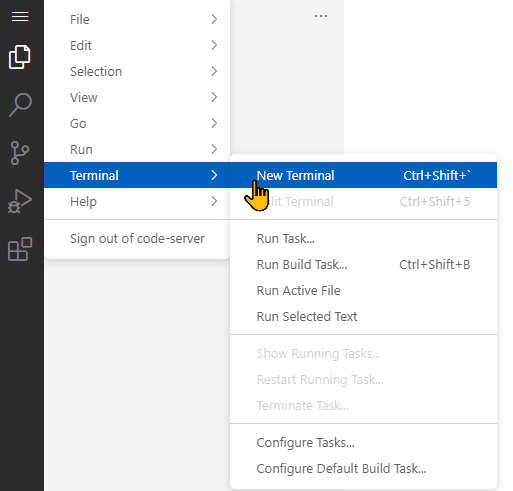 File
Edit
Selection
View
Go
Run
Terminal
Help
Sign out of code-server
...
New Terminal Ctrl+Shift+`
Split Terminal Ctrl+Shift+5
Run Task...
Run Build Task... Ctrl+Shift+B
Run Active File
Run Selected Text
Show Running Tasks...
Restart Running Task...
Terminate Task...
Configure Tasks...
Configure Default Build Task...